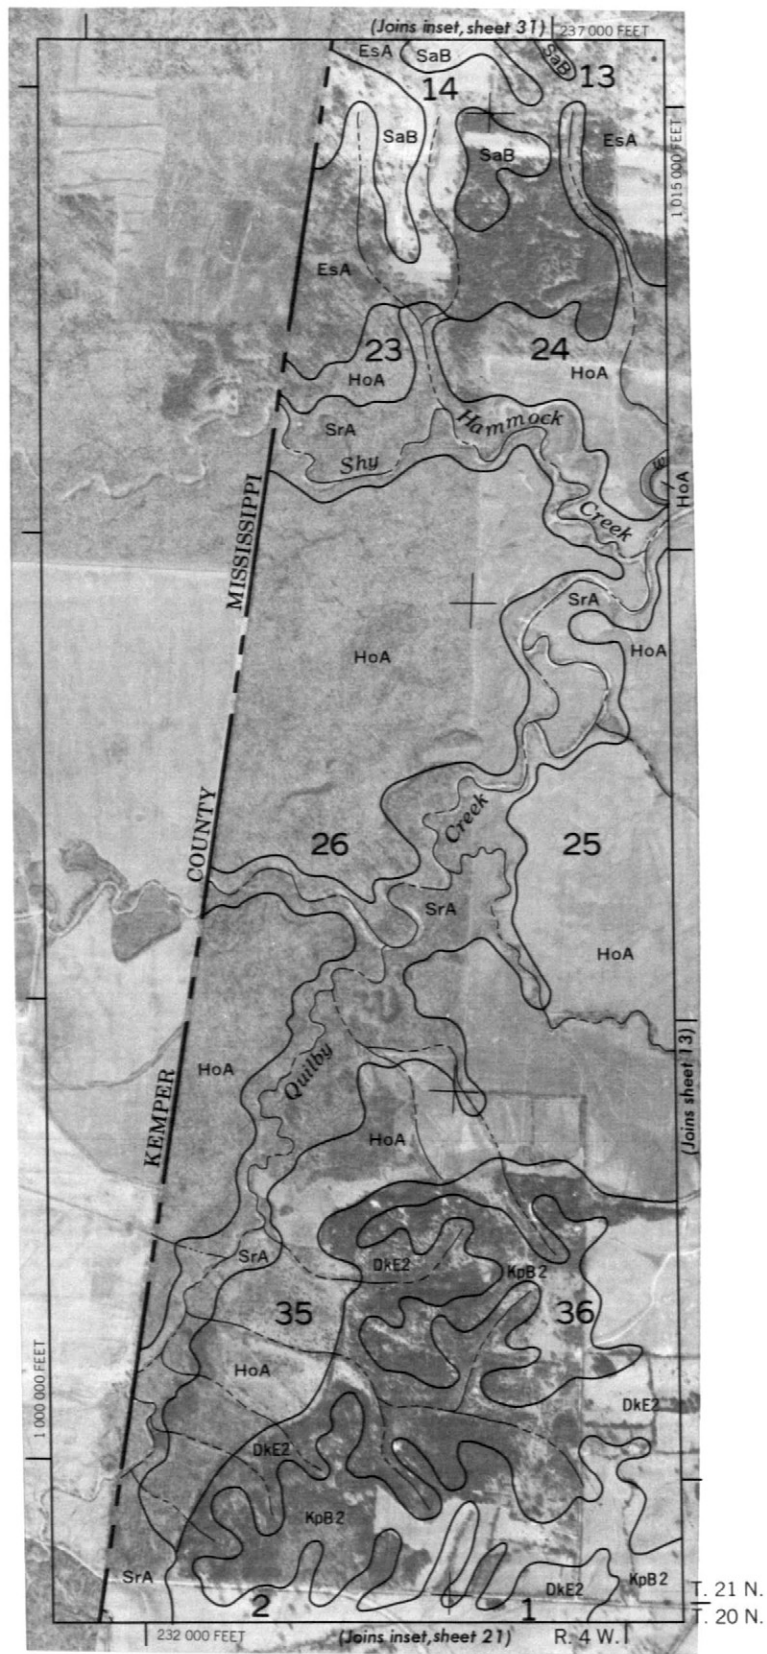 (Joins inset, sheet 31)
237 000 FEET
EsA
SaB
SaB
14
13
SaB
SaB
EsA
1 015 000 FEET
EsA
23
24
HoA
HoA
SrA
Shy
Hammock
Creek
W
HoA
MISSISSIPPI
SrA
HoA
HoA
Creek
COUNTY
26
25
SrA
HoA
HoA
Quilby
KEMPER
HoA
(Joins sheet 13)
SrA
DkE2
KpB2
35
36
HoA
1 000 000 FEET
DkE2
DkE2
KpB2
SrA
DkE2
KpB2
2
1
T. 21 N.
T. 20 N.
232 000 FEET
(Joins inset, sheet 21)
R. 4 W.